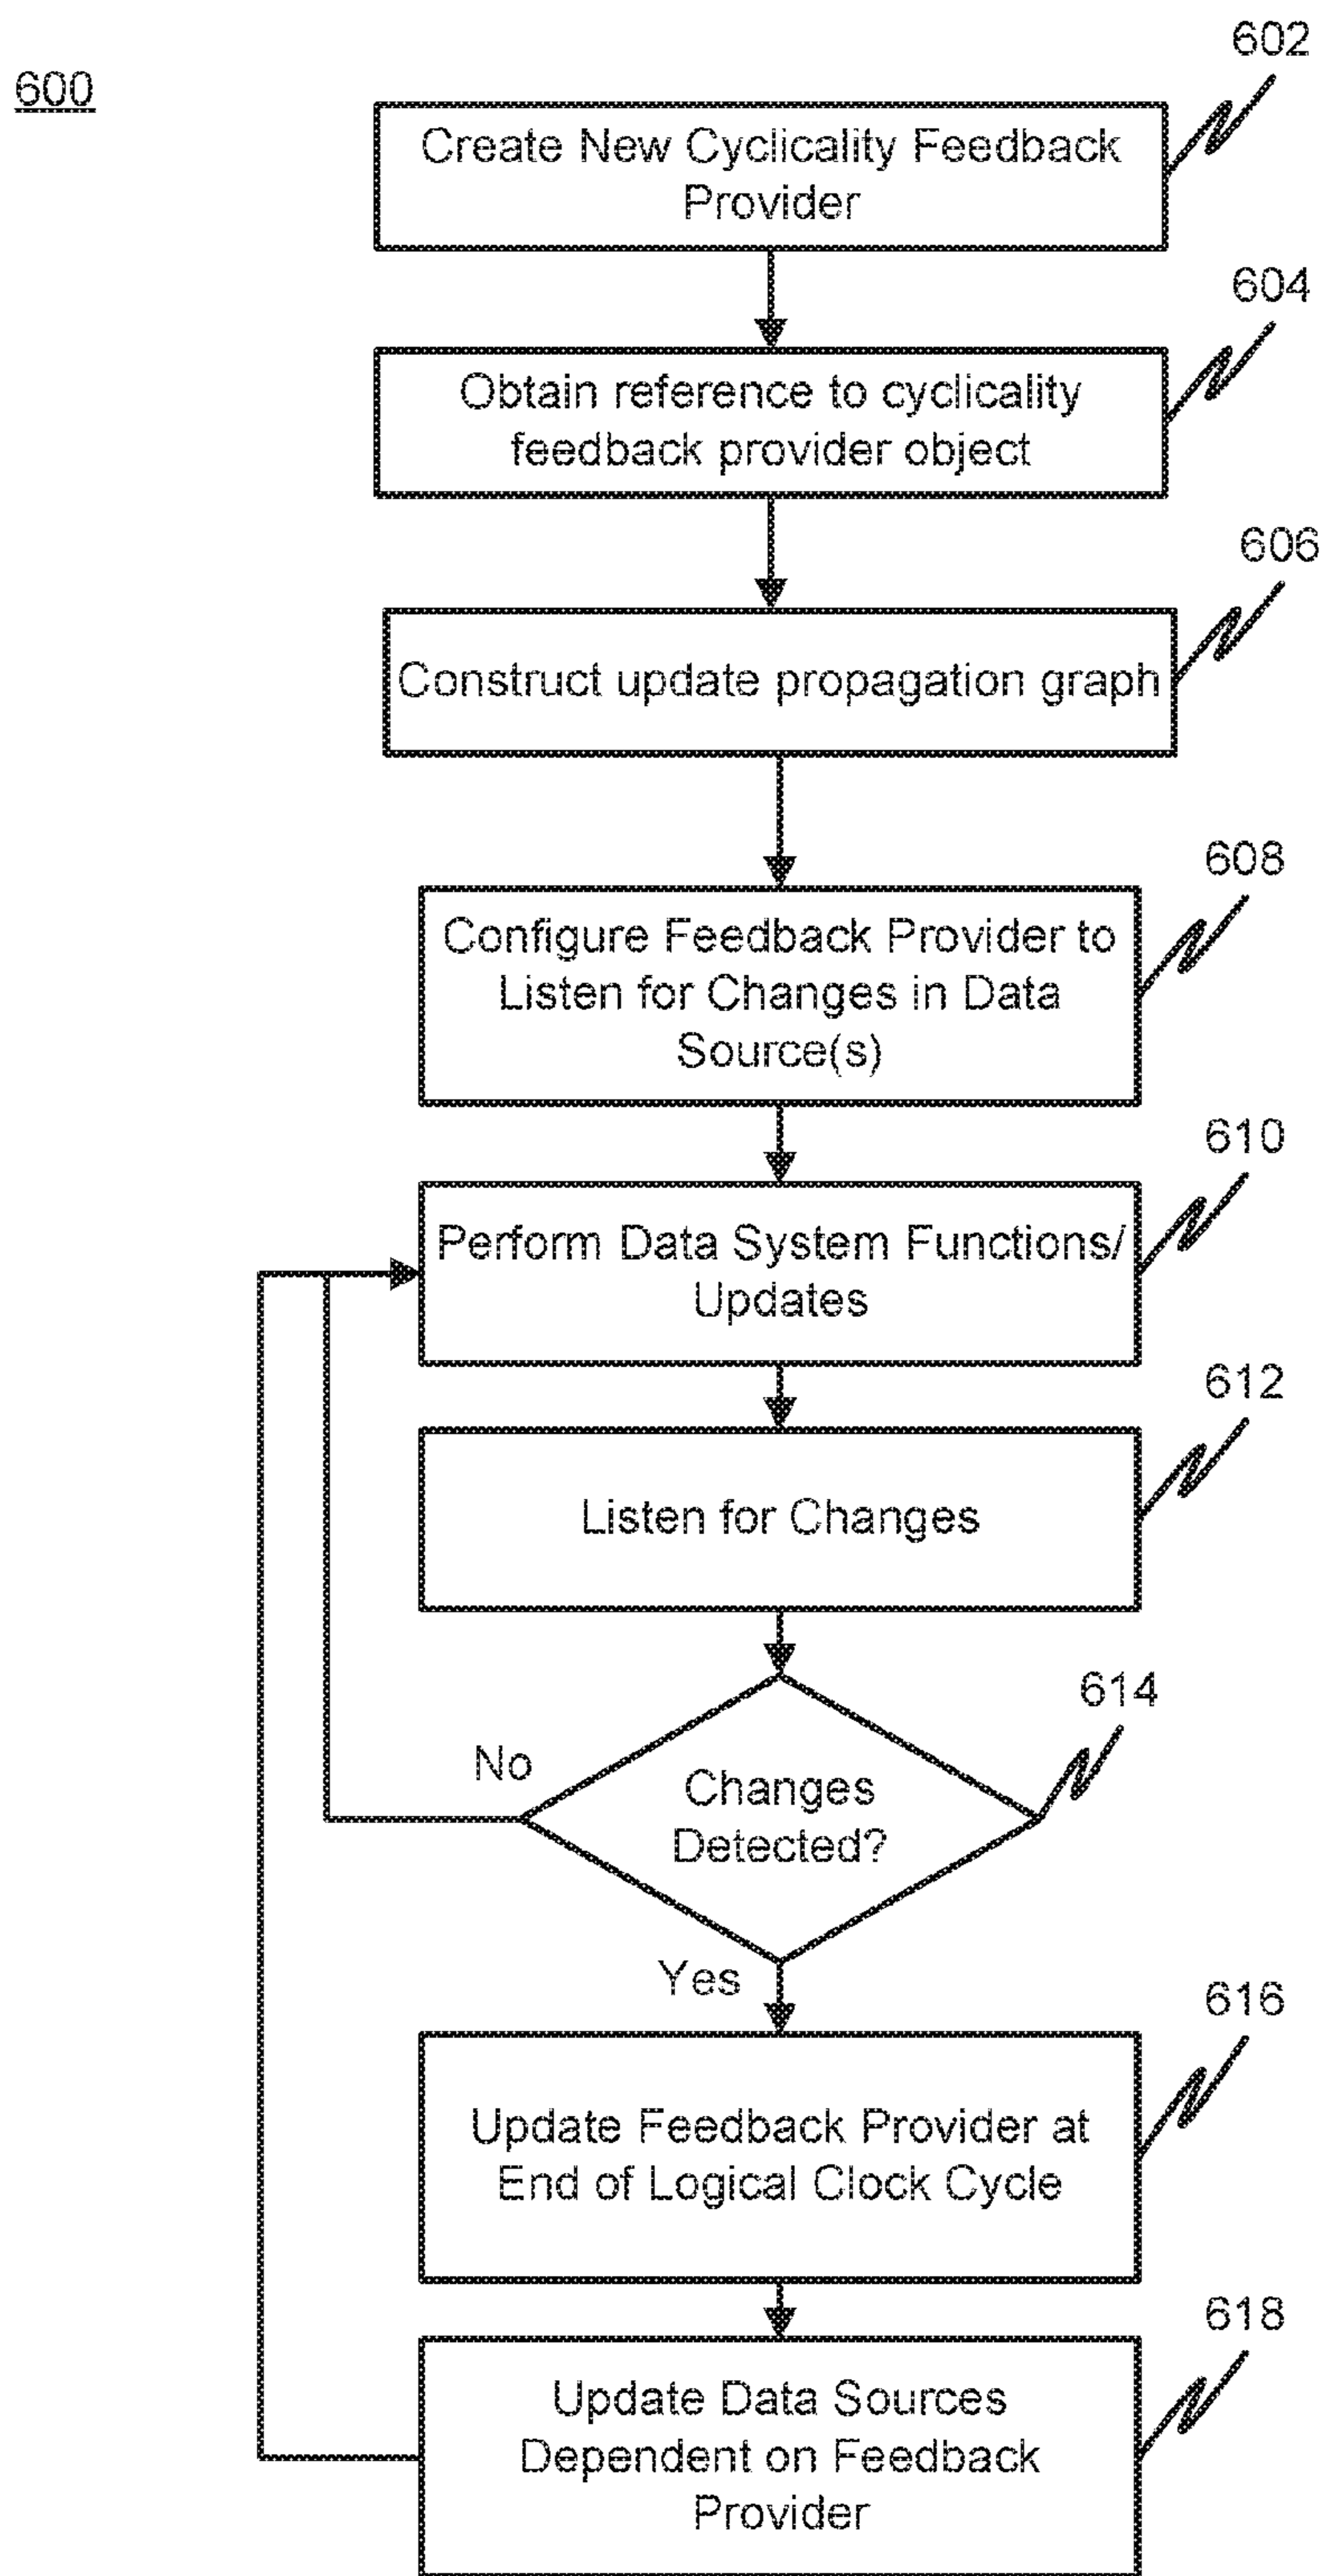 600
602
Create New Cyclicality Feedback
Provider
604
Obtain reference to cyclicality
feedback provider object
606
Construct update propagation graph
608
Configure Feedback Provider to
Listen for Changes in Data
Source(s)
610
Perform Data System Functions/
Updates
612
Listen for Changes
614
No
Changes
Detected?
Yes
616
Update Feedback Provider at
End of Logical Clock Cycle
618
Update Data Sources
Dependent on Feedback
Provider